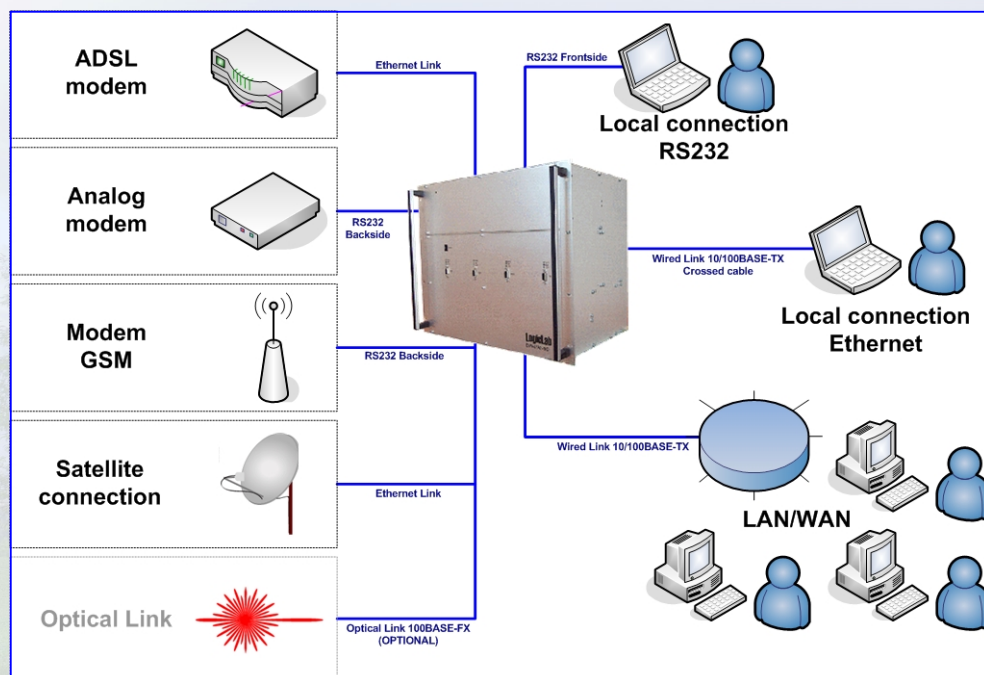 ADSL
modem
Ethernet Link
RS232 Frontside
Local connection
RS232
Analog
modem
RS232
Backside
Wired Link 10/100BASE-TX
Crossed cable
Local connection
Ethernet
LogicLab
Modem
GSM
RS232 Backside
Wired Link 10/100BASE-TX
LAN/WAN
Satellite
connection
Ethernet Link
Optical Link
Optical Link 100BASE-FX
(OPTIONAL)